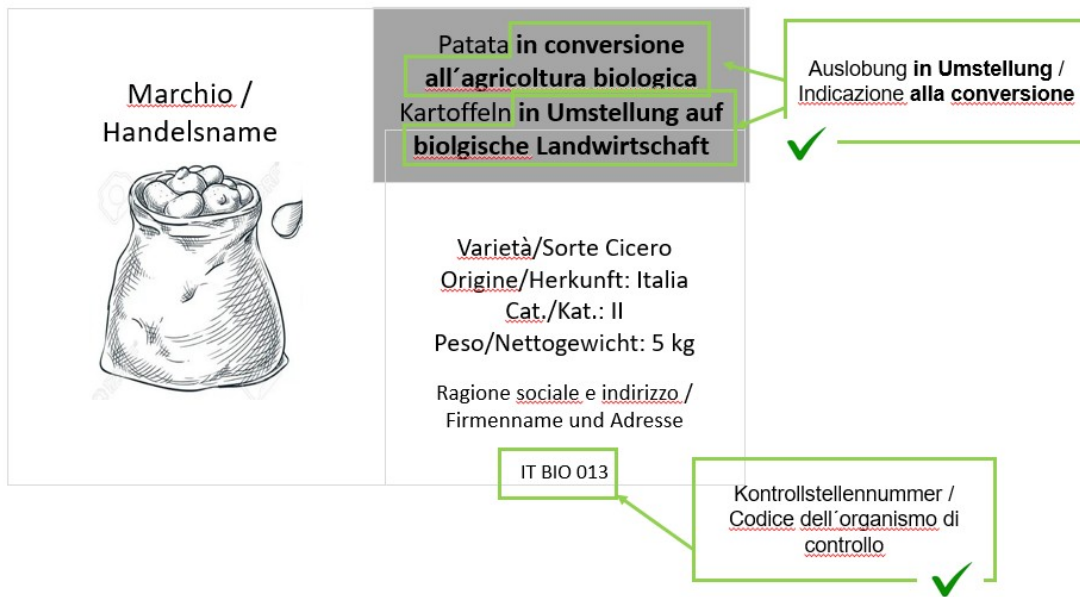 Marchio /
Handelsname
Patata in conversione
all´agricoltura biologica
Kartoffeln in Umstellung auf
biolgische Landwirtschaft
Auslobung in Umstellung /
Indicazione alla conversione
Varietà/Sorte Cicero
Origine/Herkunft: Italia
Cat./Kat.: II
Peso/Nettogewicht: 5 kg
Ragione sociale e indirizzo /
Firmenname und Adresse
IT BIO 013
Kontrollstellennummer /
Codice dell´organismo di
controllo